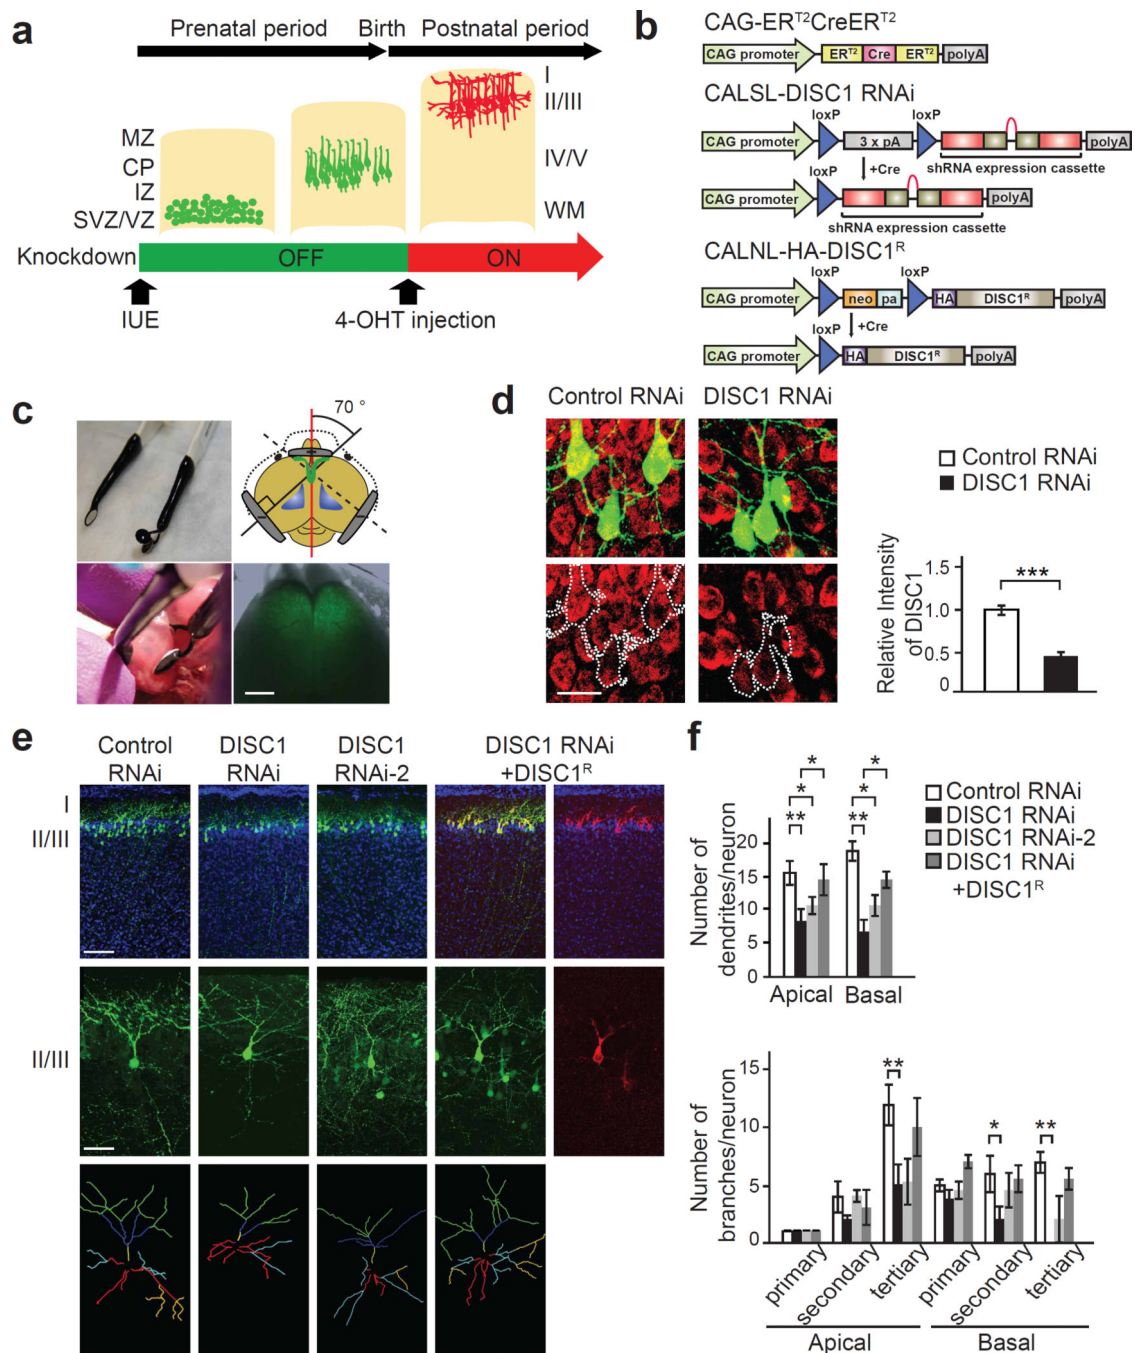 a
Prenatal period Birth Postnatal period
I
II/III
IV/V
WM
MZ
CP
IZ
SVZ/VZ
Knockdown OFF ON
IUE 4-OHT injection
b
CAG-ER^T2CreER^T2
CAG promoter ER^T2 Cre ER^T2 polyA
CALSL-DISC1 RNAi
loxP loxP
CAG promoter 3 x pA polyA
+Cre shRNA expression cassette
loxP
CAG promoter polyA
shRNA expression cassette
CALNL-HA-DISC1^R
loxP loxP
CAG promoter neo pa HA DISC1^R polyA
+Cre
loxP
CAG promoter HA DISC1^R polyA
c
70 °
d
Control RNAi DISC1 RNAi
Control RNAi
DISC1 RNAi
Relative Intensity
of DISC1
1.5
1.0
0.5
0
***
e
Control
RNAi
DISC1
RNAi
DISC1
RNAi-2
DISC1 RNAi
+DISC1^R
I
II/III
II/III
f
Control RNAi
DISC1 RNAi
DISC1 RNAi-2
DISC1 RNAi
+DISC1^R
* *
* *
** **
Number of
dendrites/neuron
20
15
10
5
0
Apical Basal
Number of
branches/neuron
15
10
5
0
**
* **
primary secondary tertiary primary secondary tertiary
Apical Basal